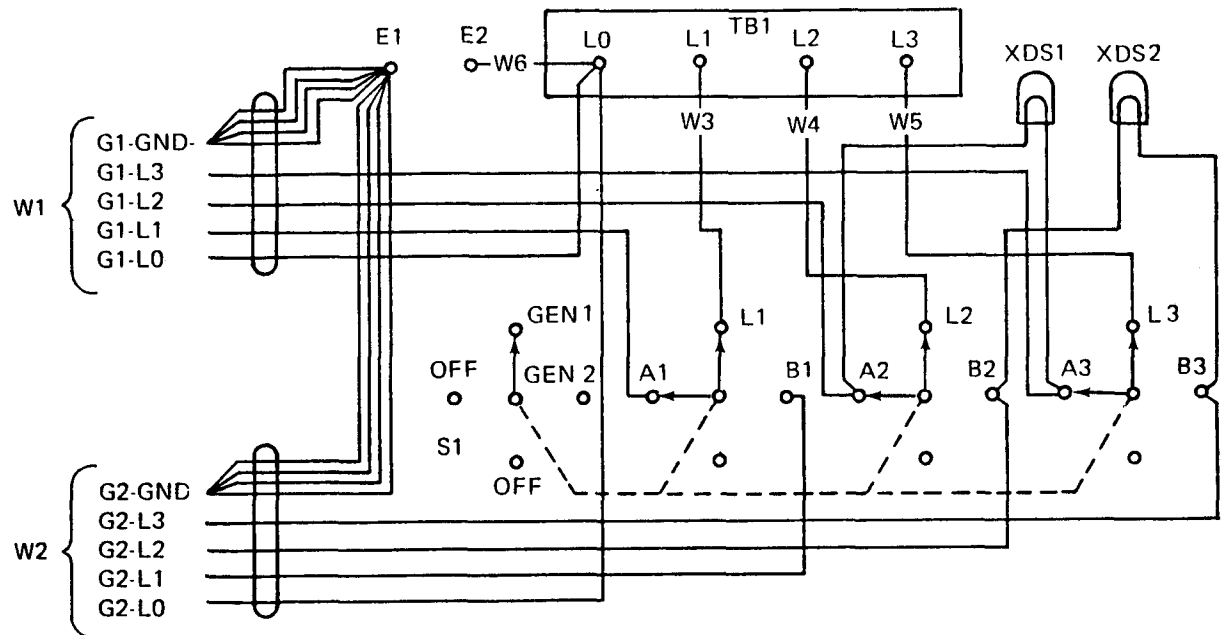 TB1
E1
E2
L0
L1
L2
L3
XDS1
XDS2
W6
W3
W4
W5
W1
G1-GND-
G1-L3
G1-L2
G1-L1
G1-L0
GEN 1
L1
L2
L3
OFF
GEN 2
A1
B1
A2
B2
A3
B3
S1
OFF
W2
G2-GND
G2-L3
G2-L2
G2-L1
G2-L0